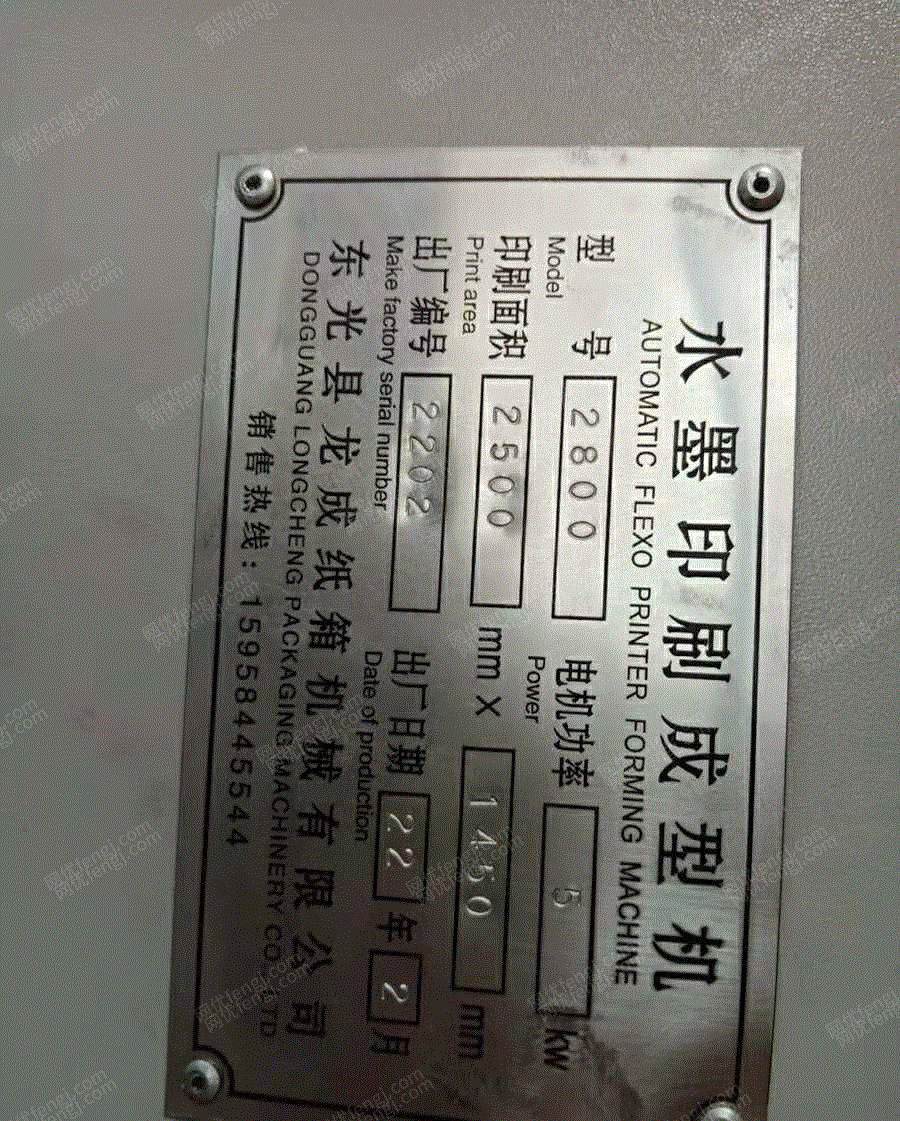 水墨印刷成型机
AUTOMATIC FLEXO PRINTER FORMING MACHINE
型 号 2800 电机功率 5 kw
Model Power
印刷面积 2500 mm X 1450 mm
Print area
出厂编号 2202 出厂日期 22 年 2 月
Make factory serial number Date of production
东光县龙成纸箱机械有限公司
DONGGUANG LONGCHENG PACKAGING MACHINERY CO.,LTD
销售热线：15958445544